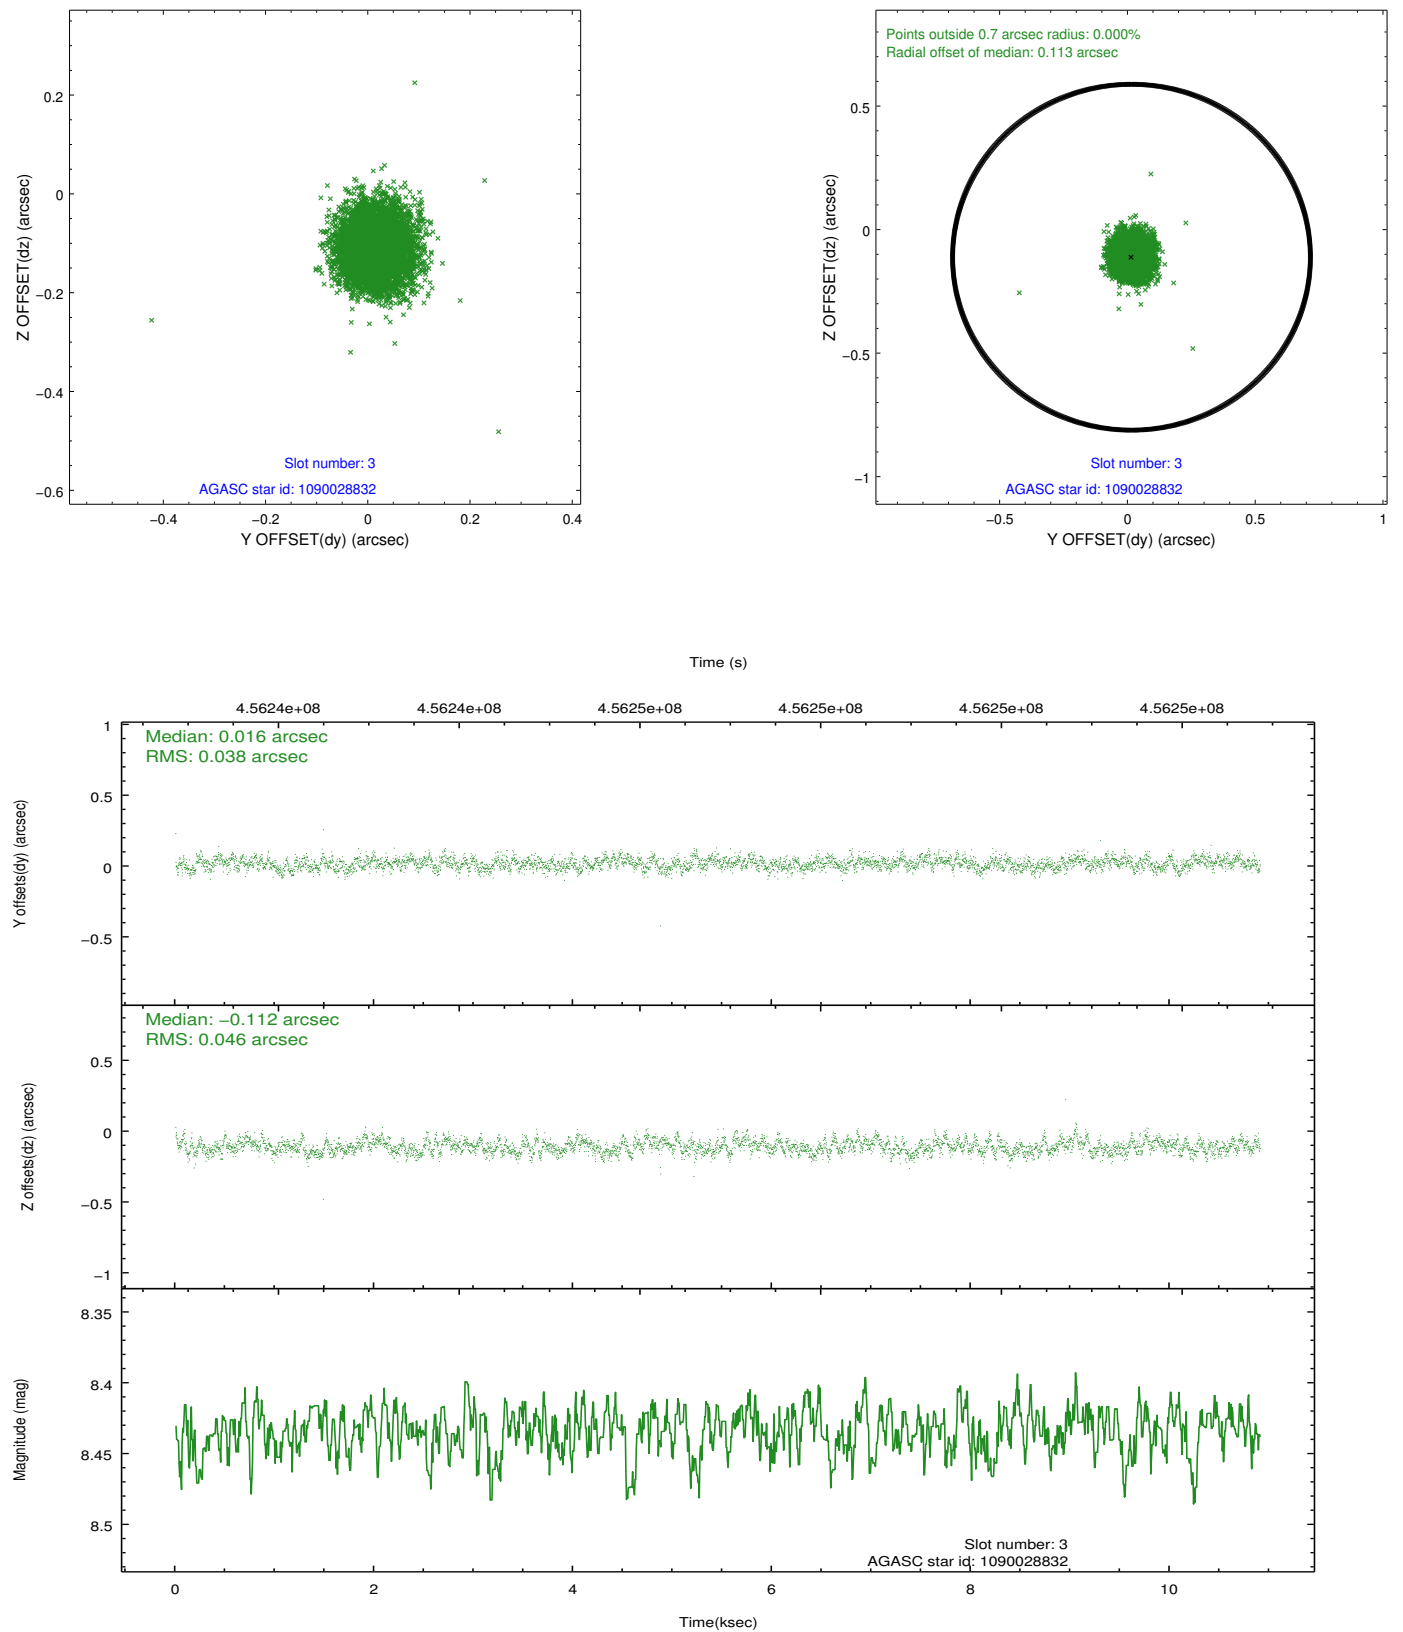 0.2
0
−0.2
−0.4
−0.6
Z OFFSET(dz) (arcsec)
Slot number: 3
AGASC star id: 1090028832
−0.4 −0.2 0 0.2 0.4
Y OFFSET(dy) (arcsec)
Points outside 0.7 arcsec radius: 0.000%
Radial offset of median: 0.113 arcsec
0.5
0
−0.5
−1
Z OFFSET(dz) (arcsec)
Slot number: 3
AGASC star id: 1090028832
−0.5 0 0.5 1
Y OFFSET(dy) (arcsec)
Time (s)
4.5624e+08 4.5624e+08 4.5625e+08 4.5625e+08 4.5625e+08 4.5625e+08
Median: 0.016 arcsec
RMS: 0.038 arcsec
1
0.5
0
−0.5
Y offsets(dy) (arcsec)
Median: −0.112 arcsec
RMS: 0.046 arcsec
0.5
0
−0.5
−1
Z offsets(dz) (arcsec)
8.35
8.4
8.45
8.5
Magnitude (mag)
Slot number: 3
AGASC star id: 1090028832
0 2 4 6 8 10
Time(ksec)